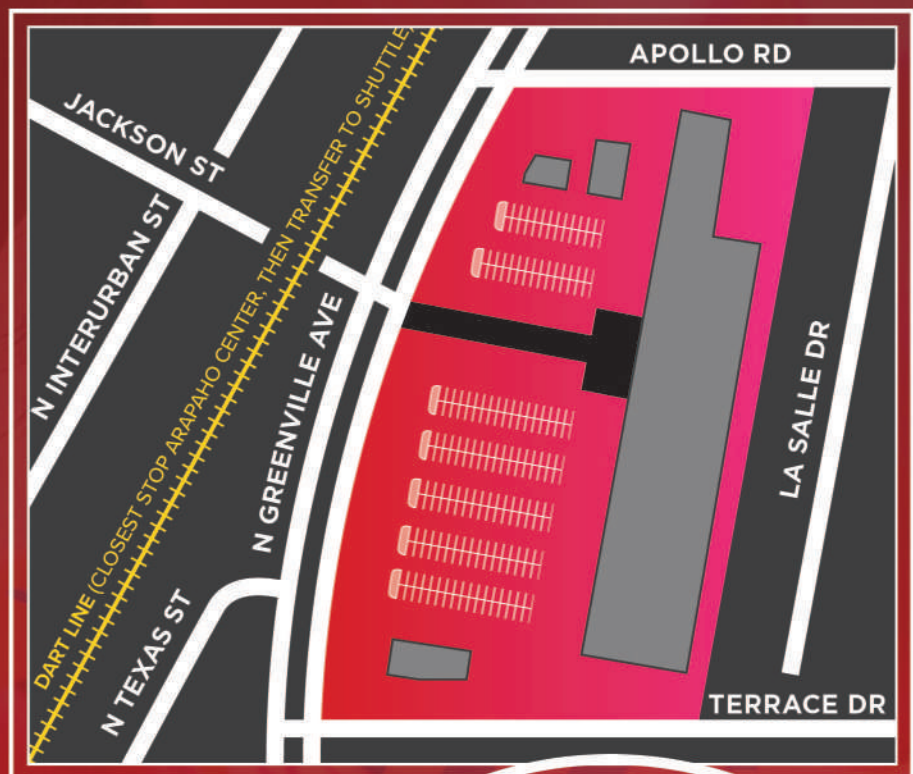 APOLLO RD
JACKSON ST
N INTERURBAN ST
DART LINE (CLOSEST STOP ARAPAHO CENTER, THEN TRANSFER TO SHUTTLE)
N GREENVILLE AVE
LA SALLE DR
N TEXAS ST
TERRACE DR